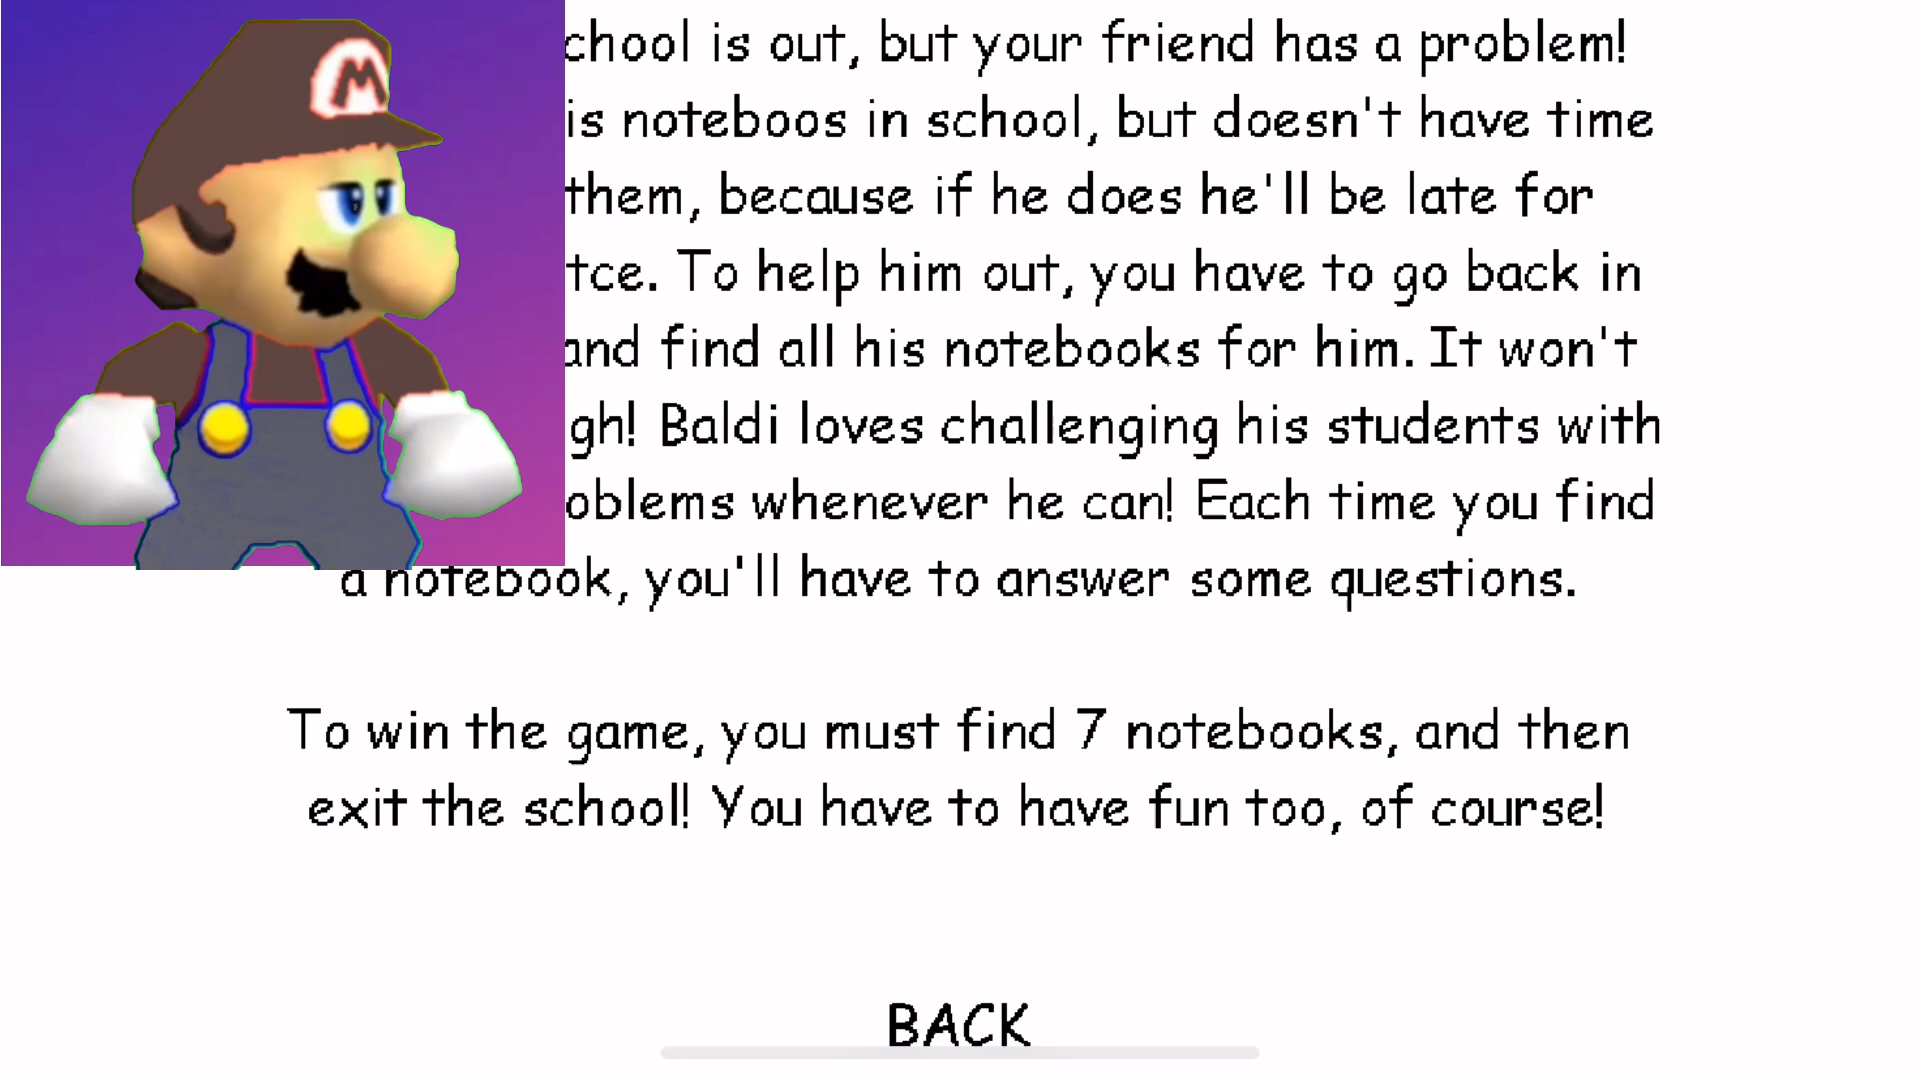 M
chool is out, but your friend has a problem!
is noteboos in school, but doesn't have time
them, because if he does he'll be late for
tce. To help him out, you have to go back in
and find all his notebooks for him. It won't
gh! Baldi loves challenging his students with
oblems whenever he can! Each time you find
a notebook, you'll have to answer some questions.
To win the game, you must find 7 notebooks, and then
exit the school! You have to have fun too, of course!
BACK